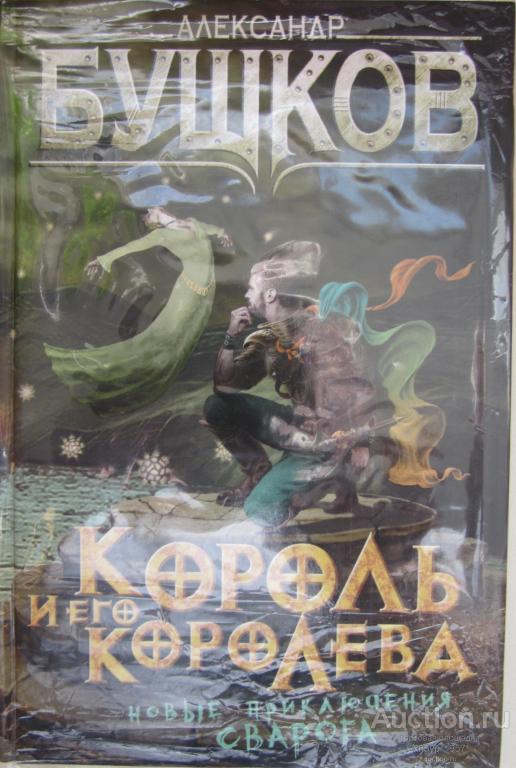 АЛЕКСАНДР
БУШКОВ
КОРОЛЬ
И ЕГО
КОРОЛЕВА
НОВЫЕ ПРИКЛЮЧЕНИЯ
СВАРОГА
Auction.ru